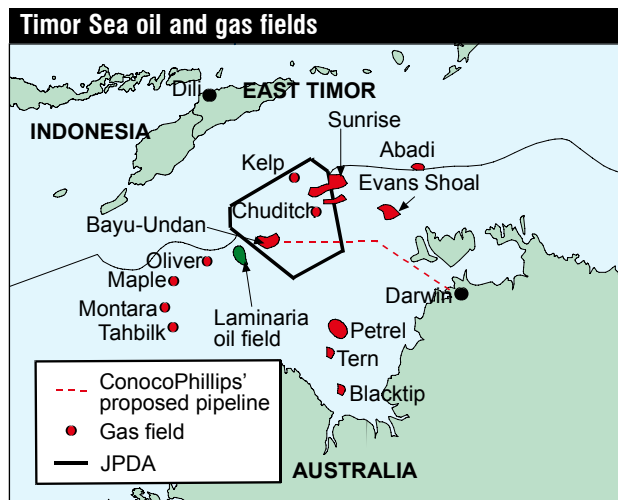 Timor Sea oil and gas fields
Dili
EAST TIMOR
INDONESIA
Sunrise
Kelp
Abadi
Evans Shoal
Chuditch
Bayu-Undan
Oliver
Maple
Darwin
Montara
Laminaria
oil field
Tahbilk
Petrel
Tern
Blacktip
ConocoPhillips'
proposed pipeline
Gas field
JPDA
AUSTRALIA